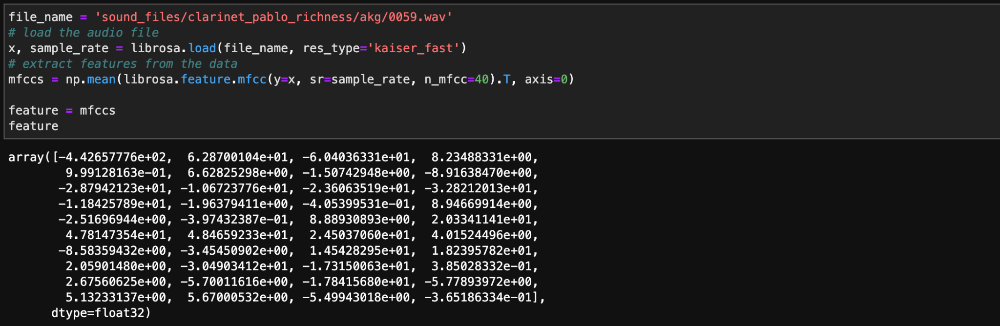 file_name = 'sound_files/clarinet_pablo_richness/akg/0059.wav'
# load the audio file
x, sample_rate = librosa.load(file_name, res_type='kaiser_fast')
# extract features from the data
mfccs = np.mean(librosa.feature.mfcc(y=x, sr=sample_rate, n_mfcc=40).T, axis=0)
feature = mfccs
feature
array([-4.42657776e+02,  6.28700104e+01, -6.04036331e+01,  8.23488331e+00,
        9.99128163e-01,  6.62825298e+00, -1.50742948e+00, -8.91638470e+00,
       -2.87942123e+01, -1.06723776e+01, -2.36063519e+01, -3.28212013e+01,
       -1.18425789e+01, -1.96379411e+00, -4.05399531e-01,  8.94669914e+00,
       -2.51696944e+00, -3.97432387e-01,  8.88930893e+00,  2.03341141e+01,
        4.78147354e+01,  4.84659233e+01,  2.45037060e+01,  4.01524496e+00,
       -8.58359432e+00, -3.45450902e+00,  1.45428295e+01,  1.82395782e+01,
        2.05901480e+00, -3.04903412e+01, -1.73150063e+01,  3.85028332e-01,
        2.67560625e+00, -5.70011616e+00, -1.78415680e+01, -5.77893972e+00,
        5.13233137e+00,  5.67000532e+00, -5.49943018e+00, -3.65186334e-01],
      dtype=float32)